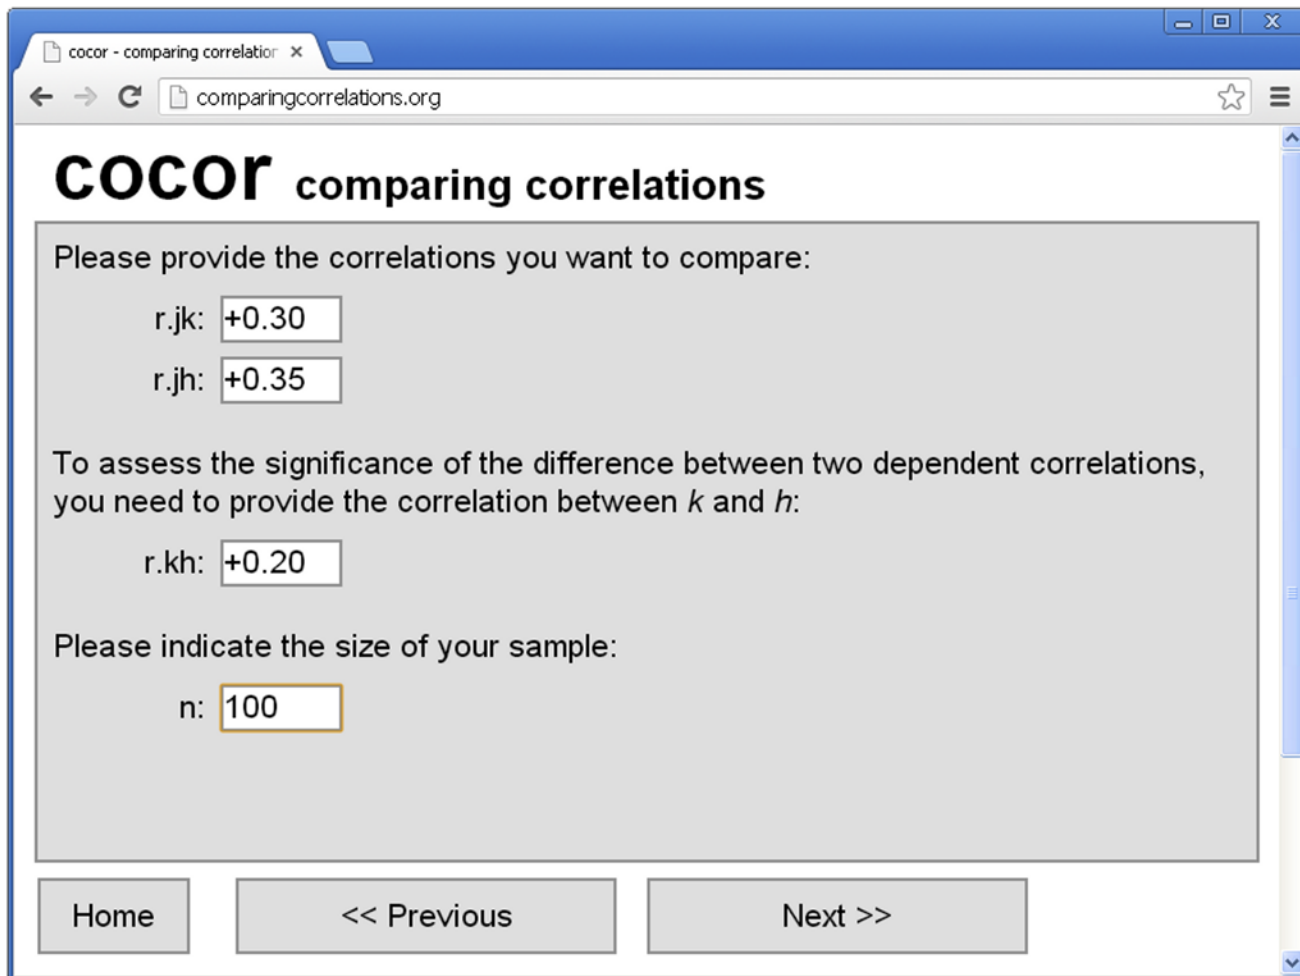 cocor - comparing correlation
comparingcorrelations.org
cocor comparing correlations
Please provide the correlations you want to compare:
r.jk: +0.30
r.jh: +0.35
To assess the significance of the difference between two dependent correlations,
you need to provide the correlation between k and h:
r.kh: +0.20
Please indicate the size of your sample:
n: 100
Home << Previous Next >>